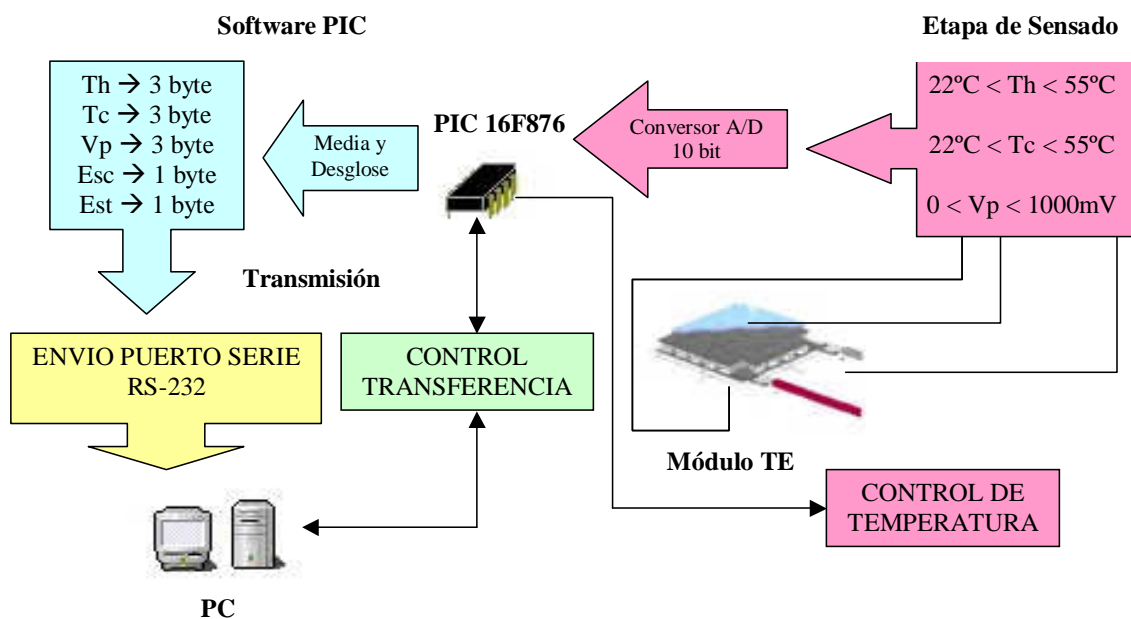 Software PIC
Etapa de Sensado
Th → 3 byte
Tc → 3 byte
Vp → 3 byte
Esc → 1 byte
Est → 1 byte
Media y
Desglose
PIC 16F876
Conversor A/D
10 bit
22ºC < Th < 55ºC
22ºC < Tc < 55ºC
0 < Vp < 1000mV
Transmisión
ENVIO PUERTO SERIE
RS-232
CONTROL
TRANSFERENCIA
Módulo TE
CONTROL DE
TEMPERATURA
PC